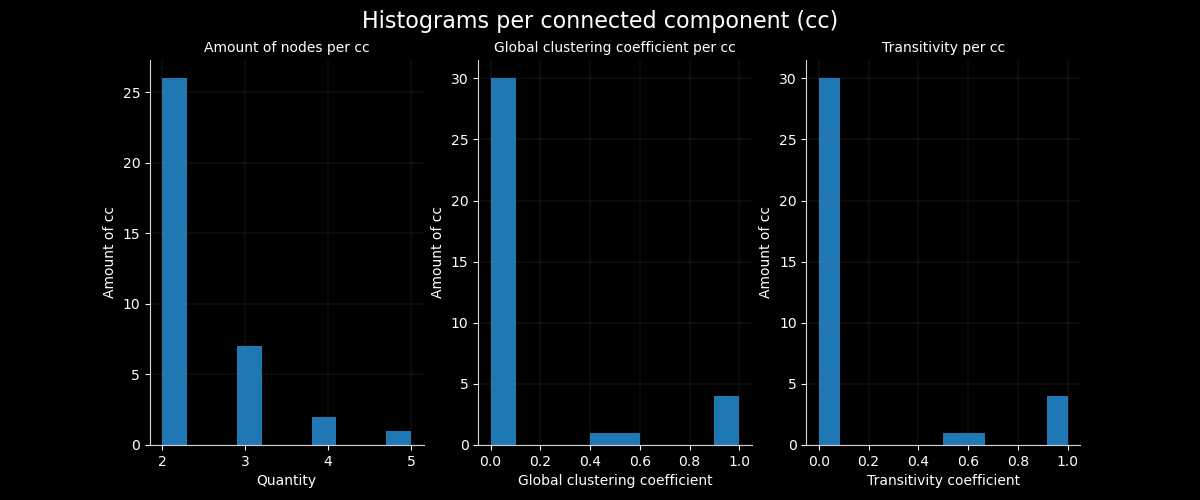 Histograms per connected component (cc)
Amount of nodes per cc
Amount of cc
25
20
15
10
5
0
2 3 4 5
Quantity
Global clustering coefficient per cc
Amount of cc
30
25
20
15
10
5
0
0.0 0.2 0.4 0.6 0.8 1.0
Global clustering coefficient
Transitivity per cc
Amount of cc
30
25
20
15
10
5
0
0.0 0.2 0.4 0.6 0.8 1.0
Transitivity coefficient